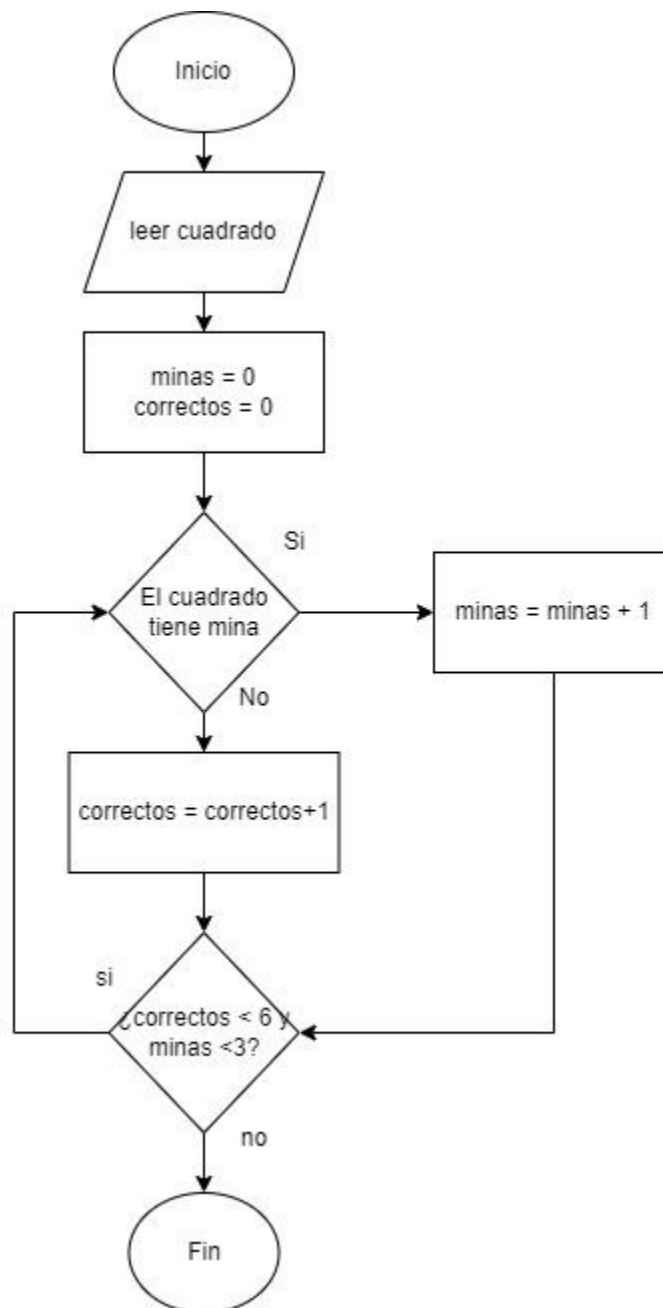 Inicio
leer cuadrado
minas = 0
correctos = 0
Si
El cuadrado
tiene mina
minas = minas + 1
No
correctos = correctos+1
si
¿correctos < 6 y
minas <3?
no
Fin